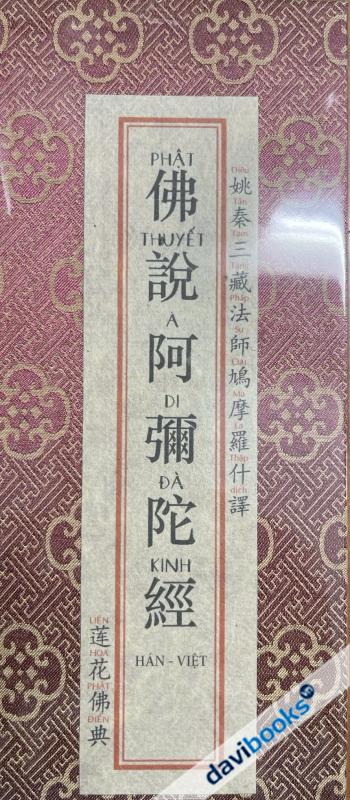 PHẬT
佛
THUYẾT
說
À
阿
DI
彌
ĐÀ
陀
KINH
經
HÁN - VIỆT
Diêu
姚
Tần
秦
Tam
三
Tạng
藏
Pháp
法
Sư
師
Cưu
鳩
Ma
摩
La
羅
Thập
什
dịch
譯
LIÊN
莲
HOA
花
PHẬT
佛
ĐIỂN
典
davibooks.vn